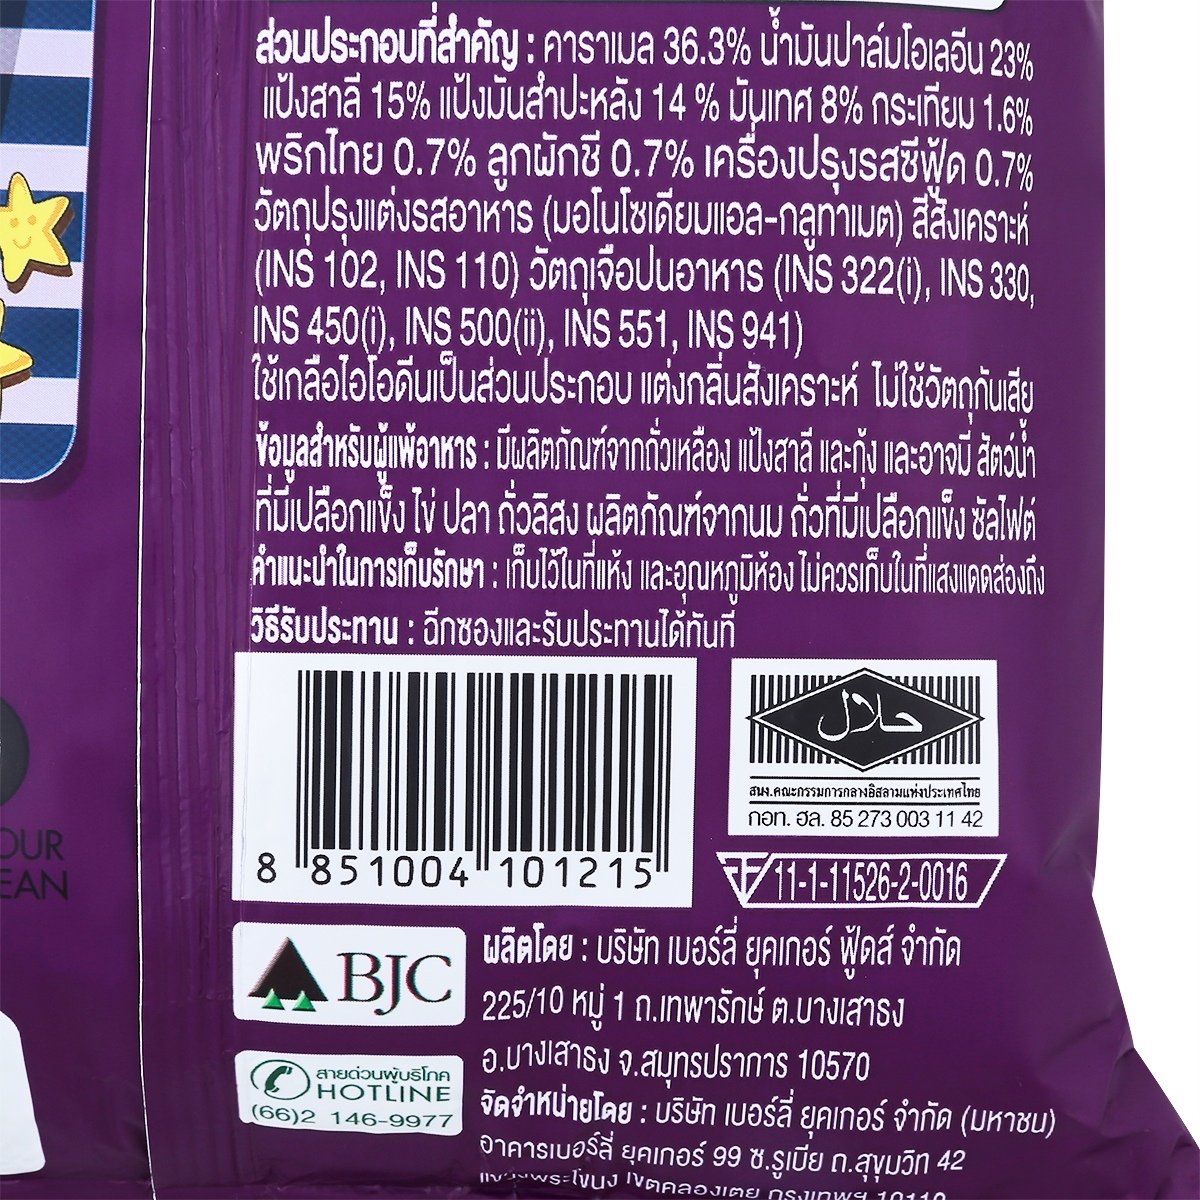 ส่วนประกอบที่สำคัญ : คาราเมล 36.3% น้ำมันปาล์มโอเลอีน 23%
แป้งสาลี 15% แป้งมันสำปะหลัง 14 % มันเทศ 8% กระเทียม 1.6%
พริกไทย 0.7% ลูกผักชี 0.7% เครื่องปรุงรสซีฟู้ด 0.7%
วัตถุปรุงแต่งรสอาหาร (มอโนโซเดียมแอล-กลูทาเมต) สีสังเคราะห์
(INS 102, INS 110) วัตถุเจือปนอาหาร (INS 322(i), INS 330,
INS 450(i), INS 500(ii), INS 551, INS 941)
ใช้เกลือไอโอดีนเป็นส่วนประกอบ แต่งกลิ่นสังเคราะห์ ไม่ใช้วัตถุกันเสีย
ข้อมูลสำหรับผู้แพ้อาหาร : มีผลิตภัณฑ์จากถั่วเหลือง แป้งสาลี และกุ้ง และอาจมี สัตว์น้ำ
ที่มีเปลือกแข็ง ไข่ ปลา ถั่วลิสง ผลิตภัณฑ์จากนม ถั่วที่มีเปลือกแข็ง ซัลไฟต์
คำแนะนำในการเก็บรักษา : เก็บไว้ในที่แห้ง และอุณหภูมิห้อง ไม่ควรเก็บในที่แสงแดดส่องถึง
วิธีรับประทาน : ฉีกซองและรับประทานได้ทันที
حلال
สนง.คณะกรรมการกลางอิสลามแห่งประเทศไทย
กอท. ฮล. 85 273 003 11 42
8 851004 101215
11-1-11526-2-0016
OUR
EAN
BJC
ผลิตโดย : บริษัท เบอร์ลี่ ยุคเกอร์ ฟู้ดส์ จำกัด
225/10 หมู่ 1 ถ.เทพารักษ์ ต.บางเสาธง
อ.บางเสาธง จ.สมุทรปราการ 10570
สายด่วนผู้บริโภค
HOTLINE
(66)2 146-9977
จัดจำหน่ายโดย : บริษัท เบอร์ลี่ ยุคเกอร์ จำกัด (มหาชน)
อาคารเบอร์ลี่ ยุคเกอร์ 99 ซ.รูเบีย ถ.สุขุมวิท 42
แขวงพระโขนง เขตคลองเตย กรุงเทพฯ 10110